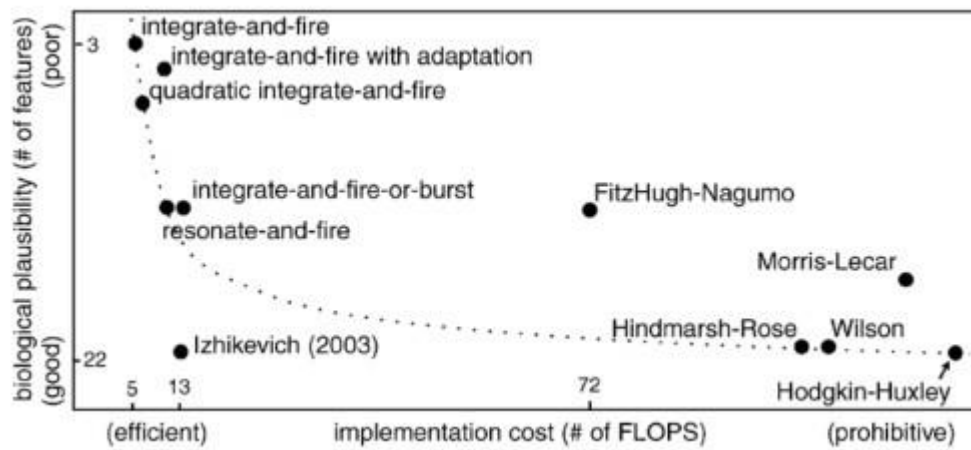 integrate-and-fire
3
integrate-and-fire with adaptation
quadratic integrate-and-fire
integrate-and-fire-or-burst
FitzHugh-Nagumo
resonate-and-fire
Morris-Lecar
Hindmarsh-Rose
Wilson
Izhikevich (2003)
22
Hodgkin-Huxley
5
13
72
biological plausibility (# of features)
(good)
(poor)
(efficient)
implementation cost (# of FLOPS)
(prohibitive)